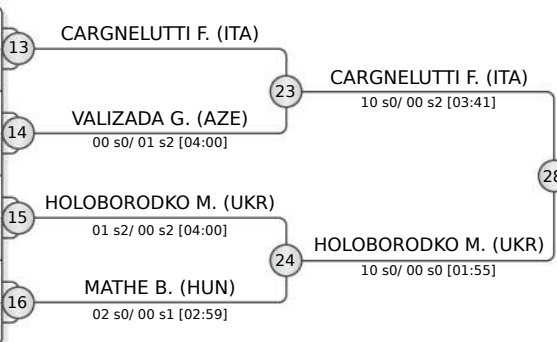 CARGNELUTTI F. (ITA)
13
23
CARGNELUTTI F. (ITA)
10 s0/ 00 s2 [03:41]
VALIZADA G. (AZE)
14
00 s0/ 01 s2 [04:00]
28
HOLOBORODKO M. (UKR)
15
01 s2/ 00 s2 [04:00]
HOLOBORODKO M. (UKR)
24
10 s0/ 00 s0 [01:55]
MATHE B. (HUN)
16
02 s0/ 00 s1 [02:59]